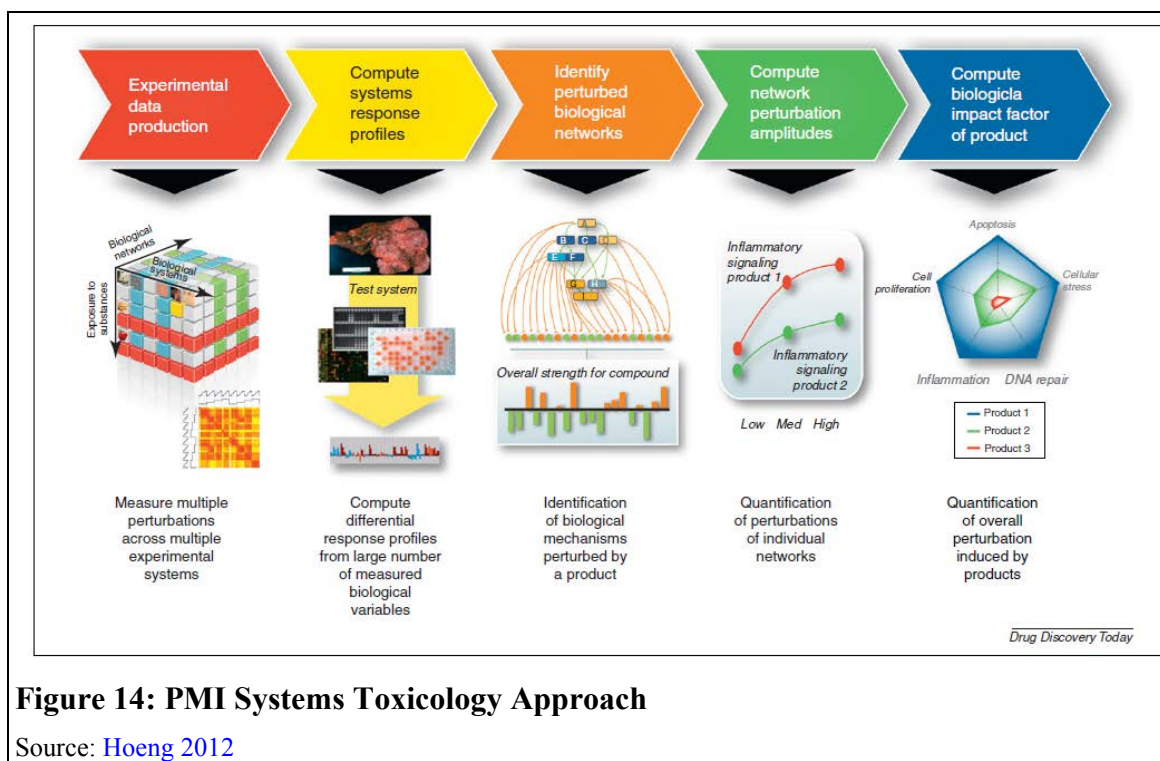 Experimental
data
production
Compute
systems
response
profiles
Identify
perturbed
biological
networks
Compute
network
perturbation
amplitudes
Compute
biologicla
impact factor
of product
Biological
networks
Biological
systems
Exposure to
substances
Test system
A
B C D
E F
G H
I
Overall strength for compound
Inflammatory
signaling
product 1
Inflammatory
signaling
product 2
Low Med High
Apoptosis
Cell
proliferation
Cellular
stress
Inflammation DNA repair
Product 1
Product 2
Product 3
Measure multiple
perturbations
across multiple
experimental
systems
Compute
differential
response profiles
from large number
of measured
biological
variables
Identification
of biological
mechanisms
perturbed by
a product
Quantification
of perturbations
of individual
networks
Quantification
of overall
perturbation
induced by
products
Drug Discovery Today
Figure 14: PMI Systems Toxicology Approach
Source: Hoeng 2012